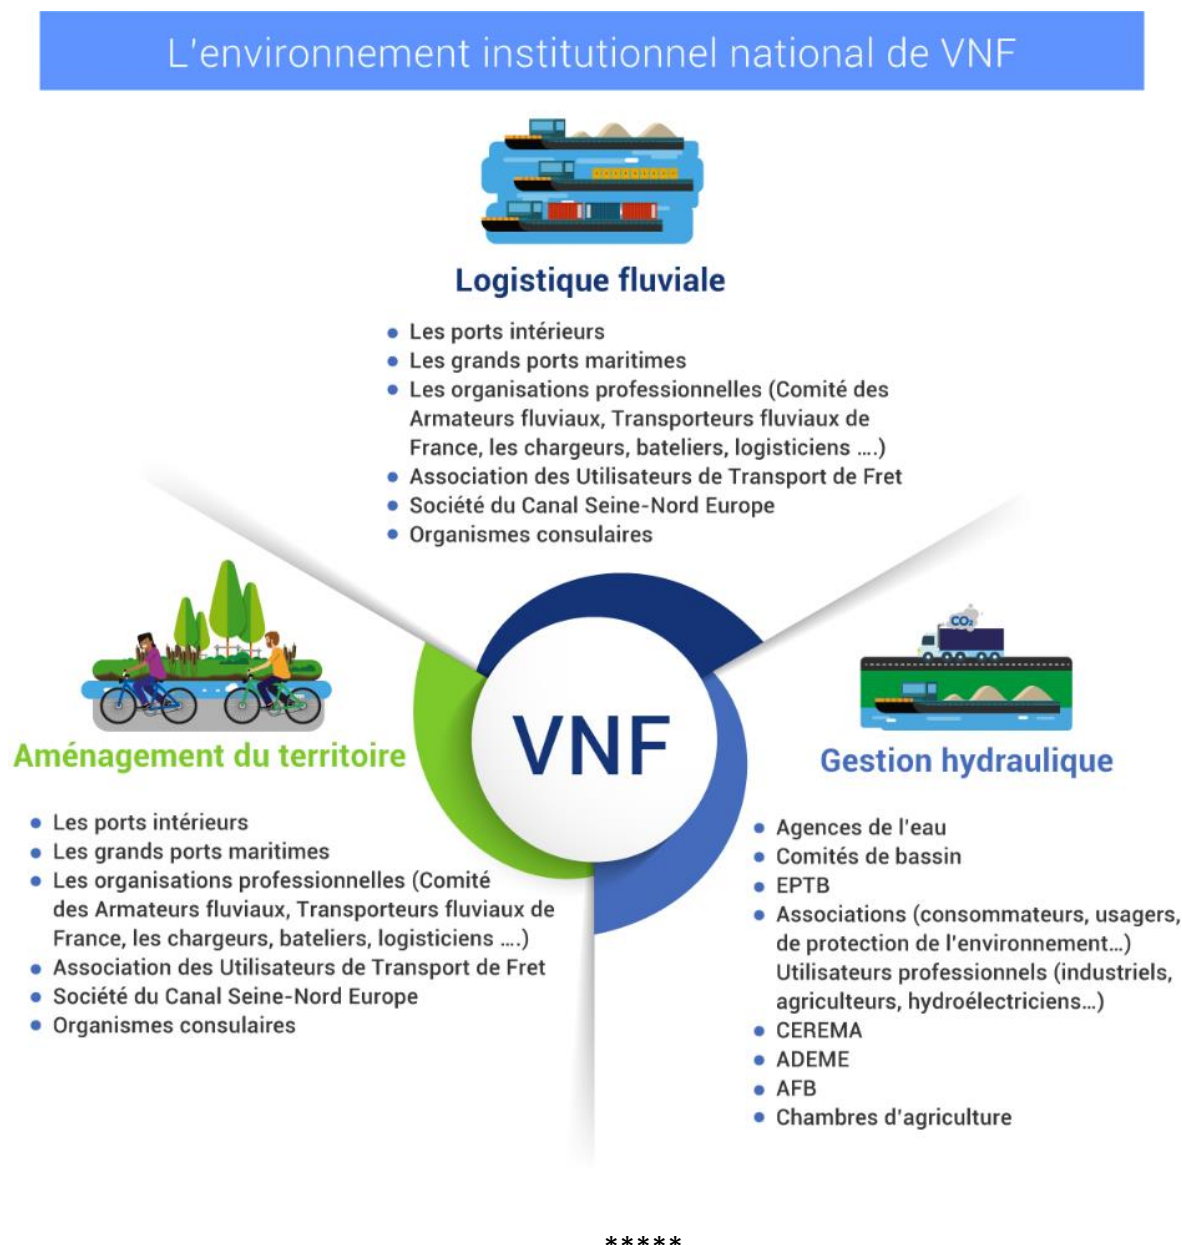 L'environnement institutionnel national de VNF
Logistique fluviale
Les ports intérieurs
Les grands ports maritimes
Les organisations professionnelles (Comité des
Armateurs fluviaux, Transporteurs fluviaux de
France, les chargeurs, bateliers, logisticiens ....)
Association des Utilisateurs de Transport de Fret
Société du Canal Seine-Nord Europe
Organismes consulaires
VNF
Aménagement du territoire
Les ports intérieurs
Les grands ports maritimes
Les organisations professionnelles (Comité
des Armateurs fluviaux, Transporteurs fluviaux de
France, les chargeurs, bateliers, logisticiens ....)
Association des Utilisateurs de Transport de Fret
Société du Canal Seine-Nord Europe
Organismes consulaires
CO₂
Gestion hydraulique
Agences de l'eau
Comités de bassin
EPTB
Associations (consommateurs, usagers,
de protection de l'environnement...)
Utilisateurs professionnels (industriels,
agriculteurs, hydroélectriciens...)
CEREMA
ADEME
AFB
Chambres d'agriculture
*****